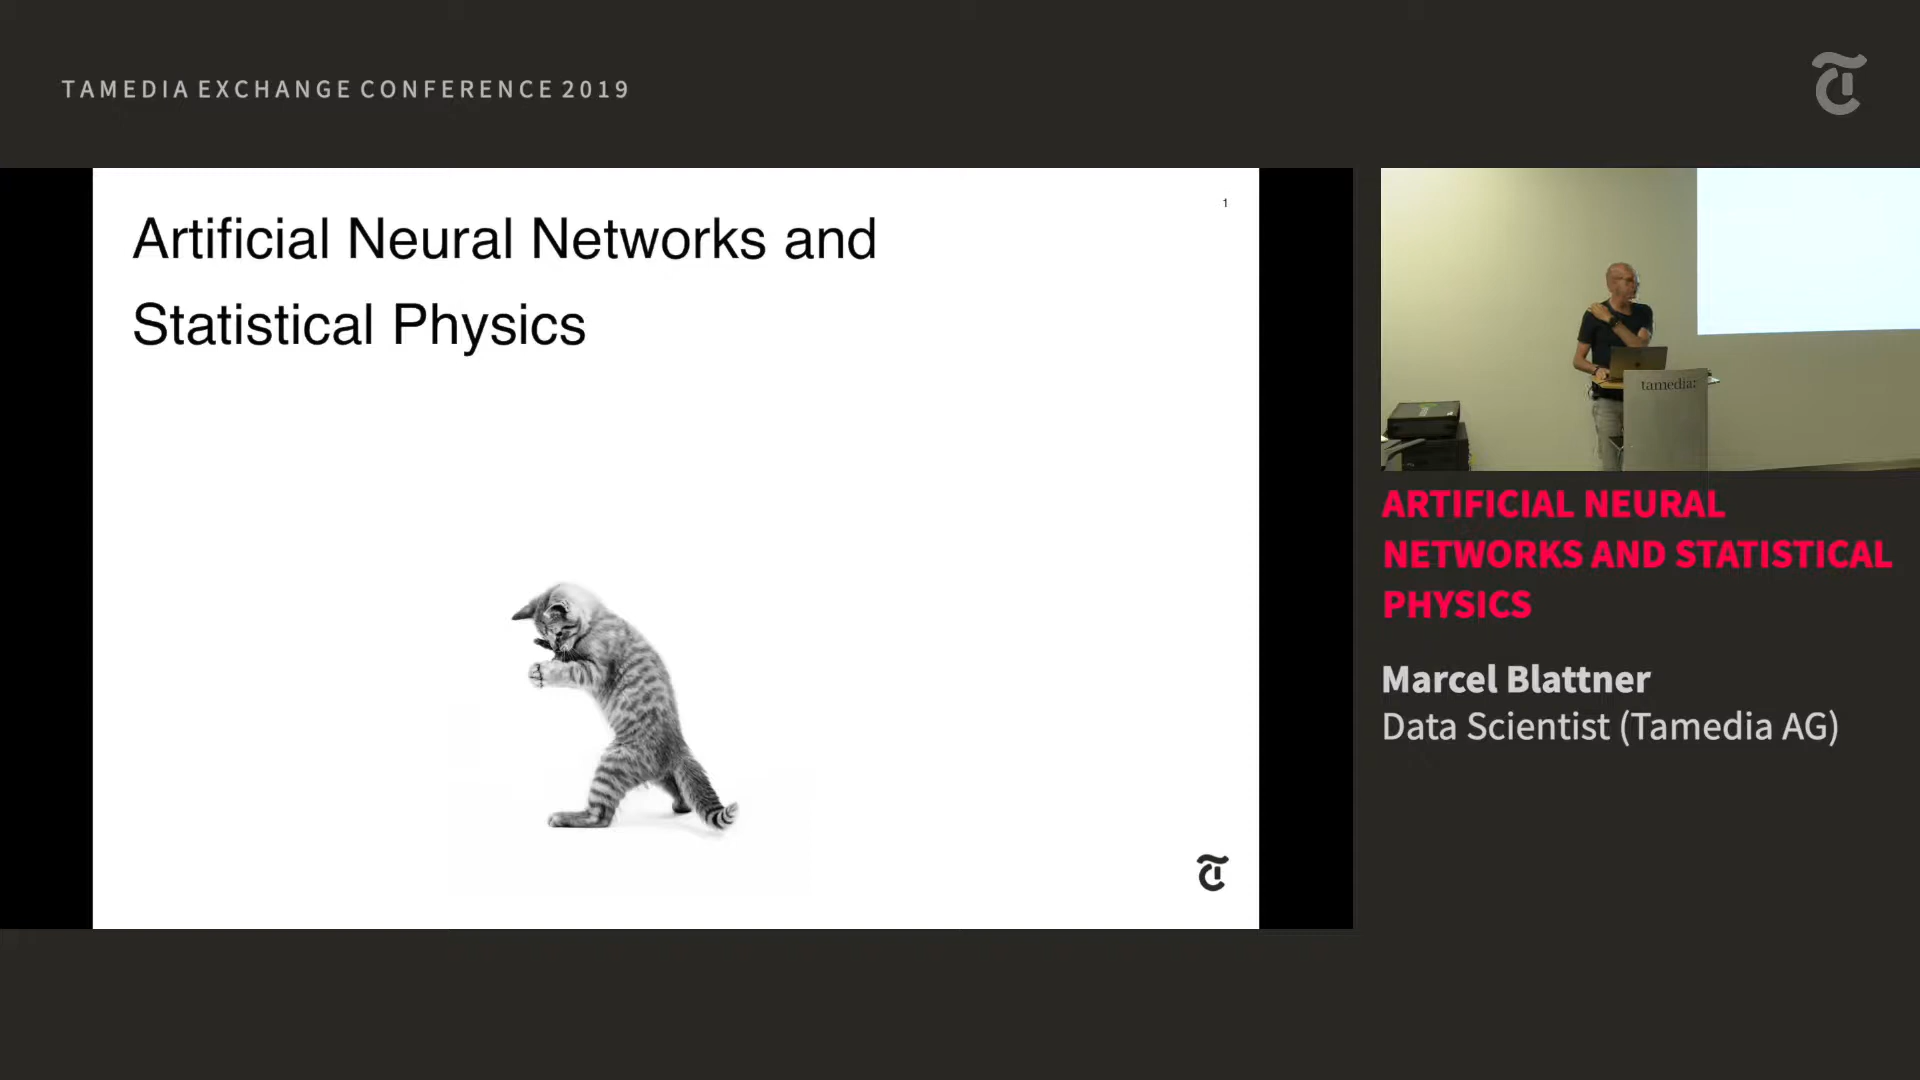 TAMEDIA EXCHANGE CONFERENCE 2019
1
Artificial Neural Networks and
Statistical Physics
tamedia:
ARTIFICIAL NEURAL
NETWORKS AND STATISTICAL
PHYSICS
Marcel Blattner
Data Scientist (Tamedia AG)